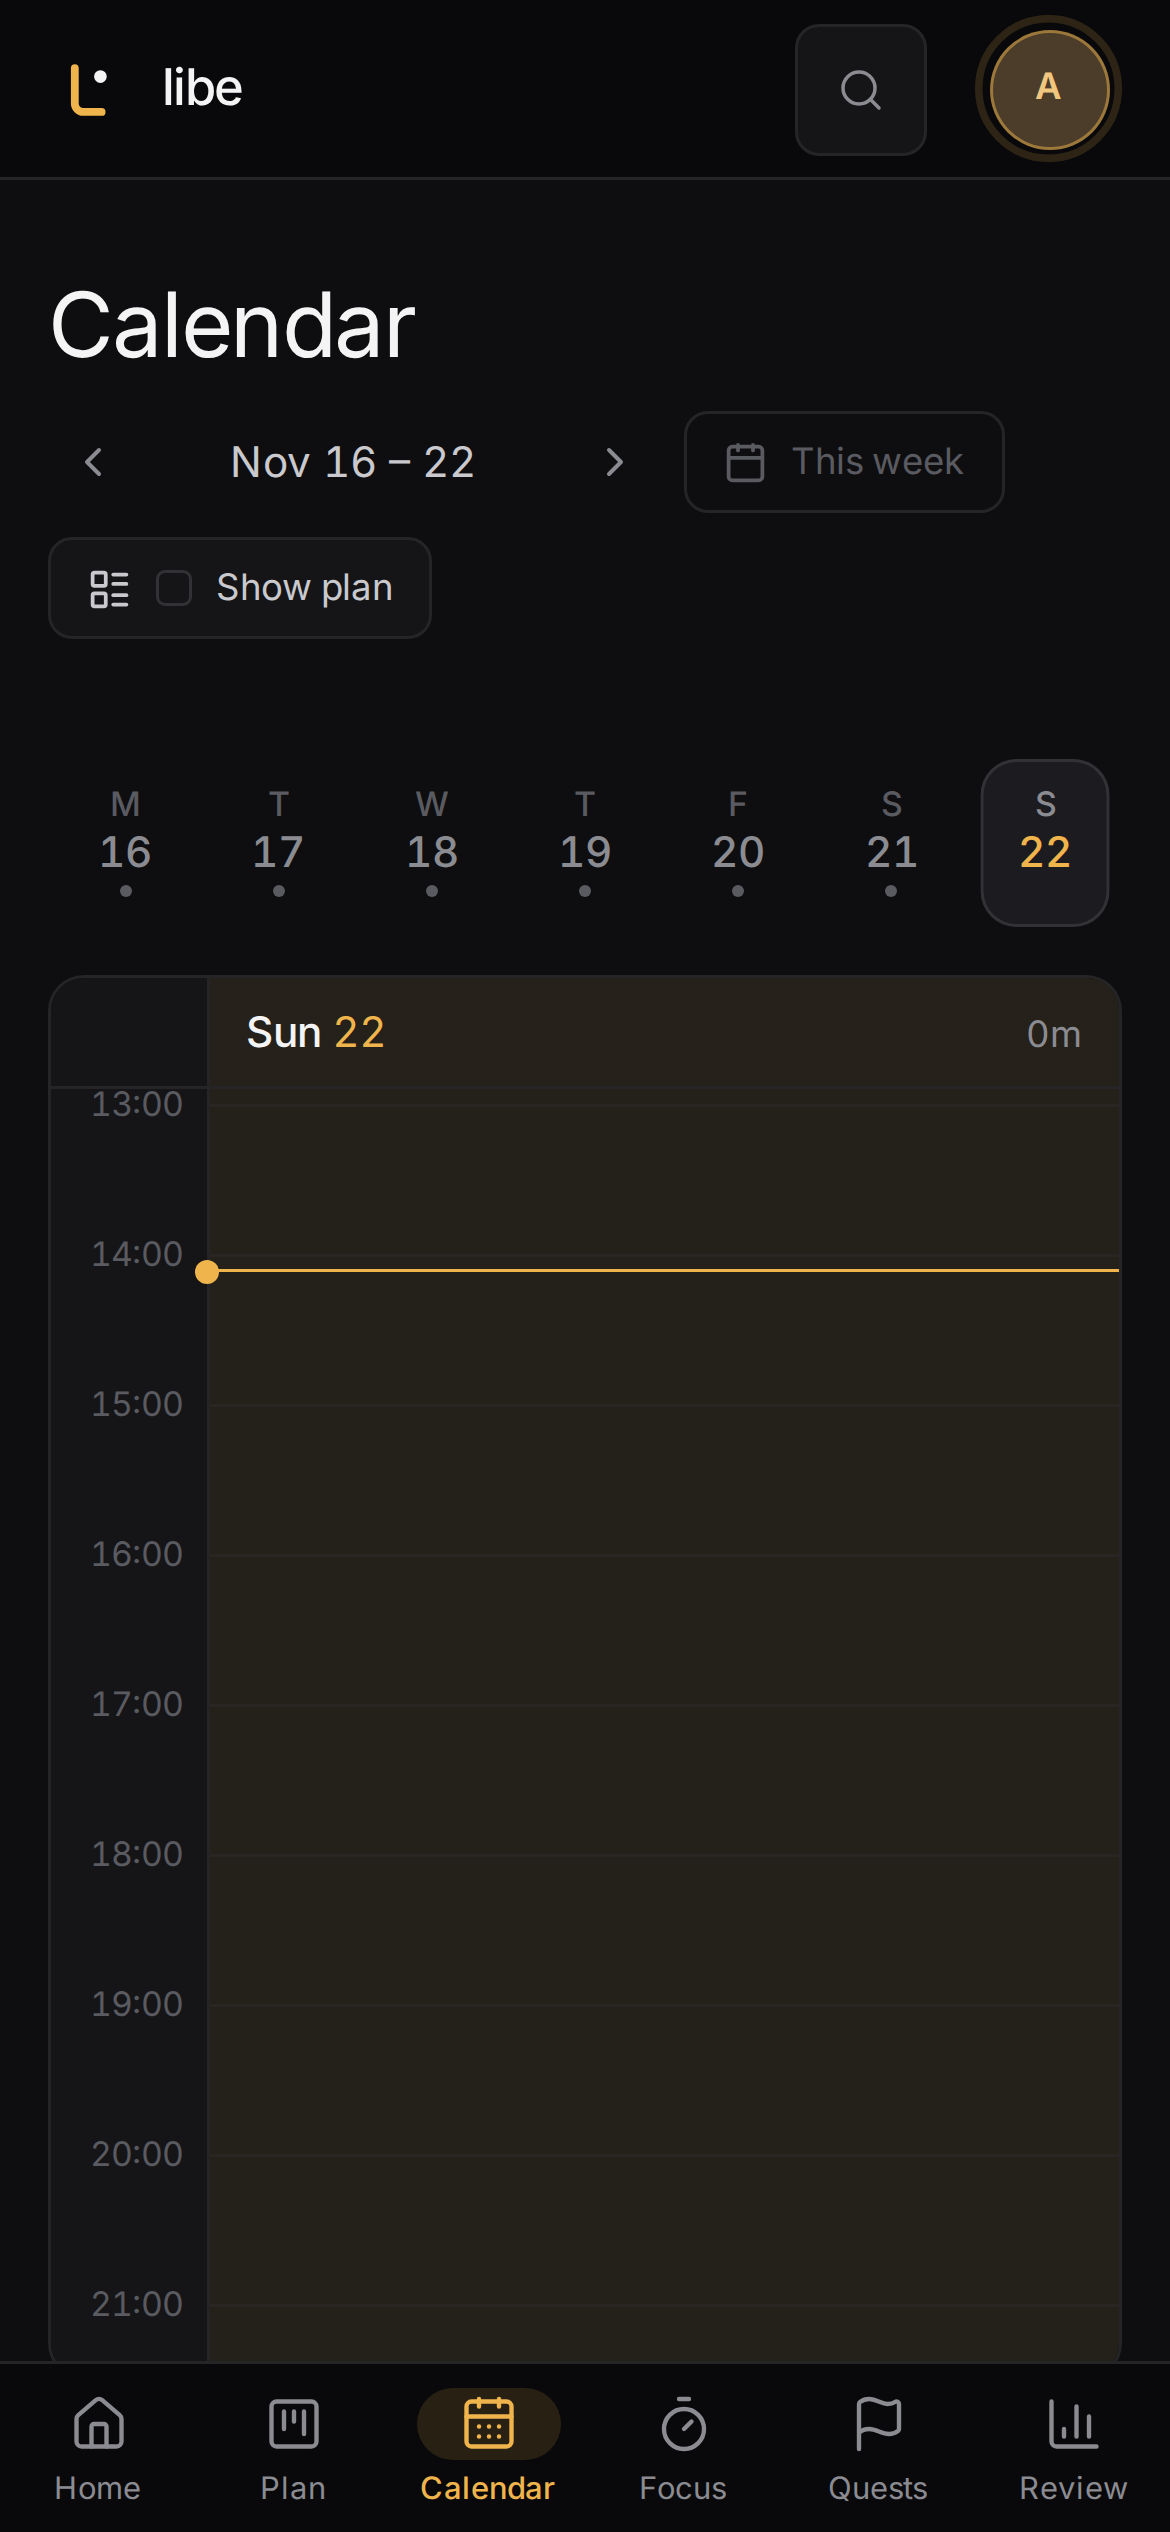 libe
A
Calendar
Nov 16 – 22
This week
Show plan
M T W T F S S
16 17 18 19 20 21 22
Sun 22 0m
13:00
14:00
15:00
16:00
17:00
18:00
19:00
20:00
21:00
Home Plan Calendar Focus Quests Review